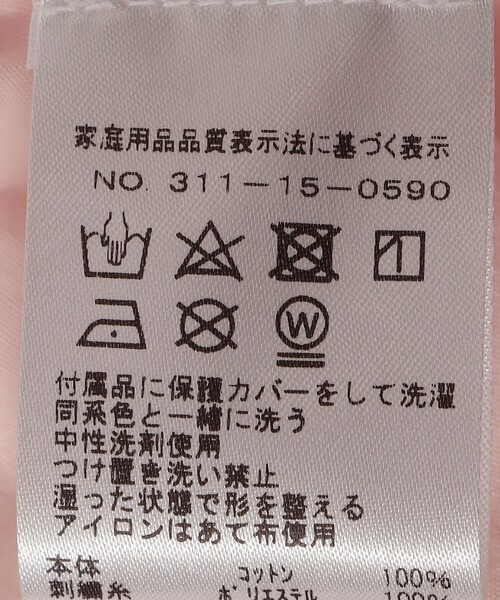 家庭用品品質表示法に基づく表示
NO. 311-15-0590
W
付属品に保護カバーをして洗濯
同系色と一緒に洗う
中性洗剤使用
つけ置き洗い禁止
湿った状態で形を整える
アイロンはあて布使用
本体 コットン 100%
刺繍糸 ポリエステル 100%